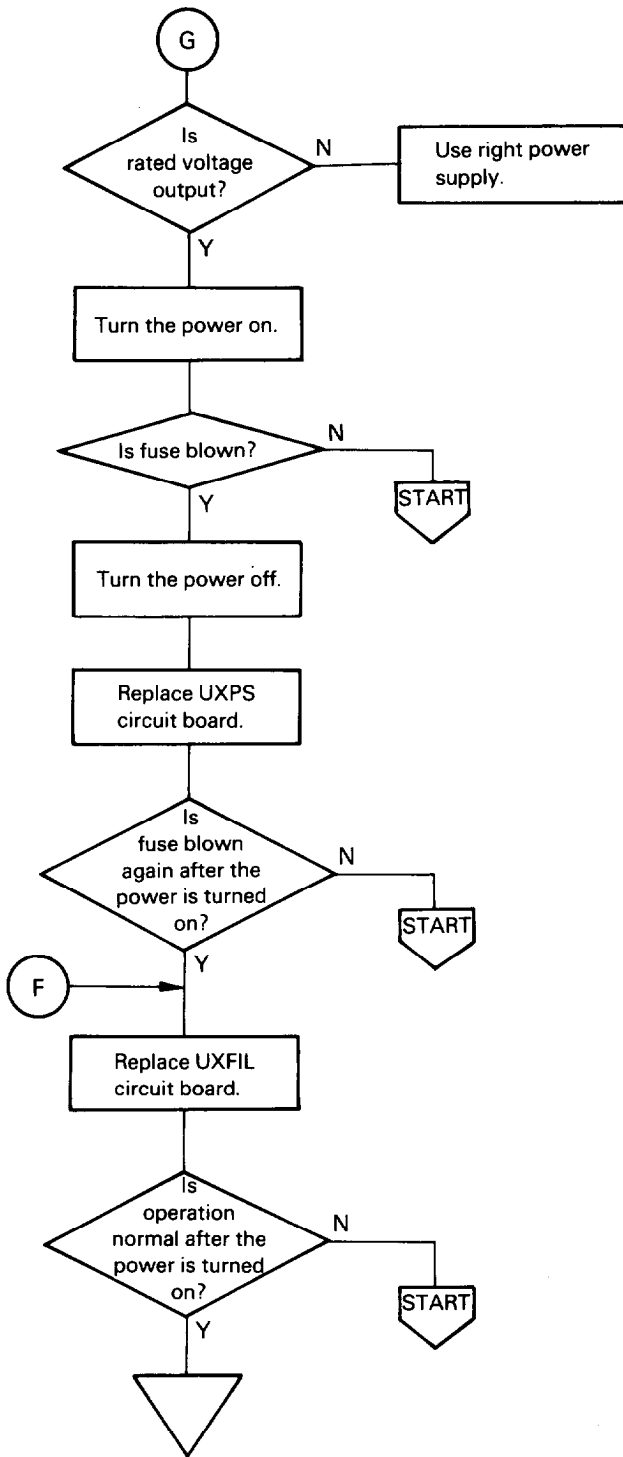 G
Is
rated voltage
output?
N
Use right power
supply.
Y
Turn the power on.
Is fuse blown?
N
START
Y
Turn the power off.
Replace UXPS
circuit board.
Is
fuse blown
again after the
power is turned
on?
N
START
Y
F
Replace UXFIL
circuit board.
Is
operation
normal after the
power is turned
on?
N
START
Y